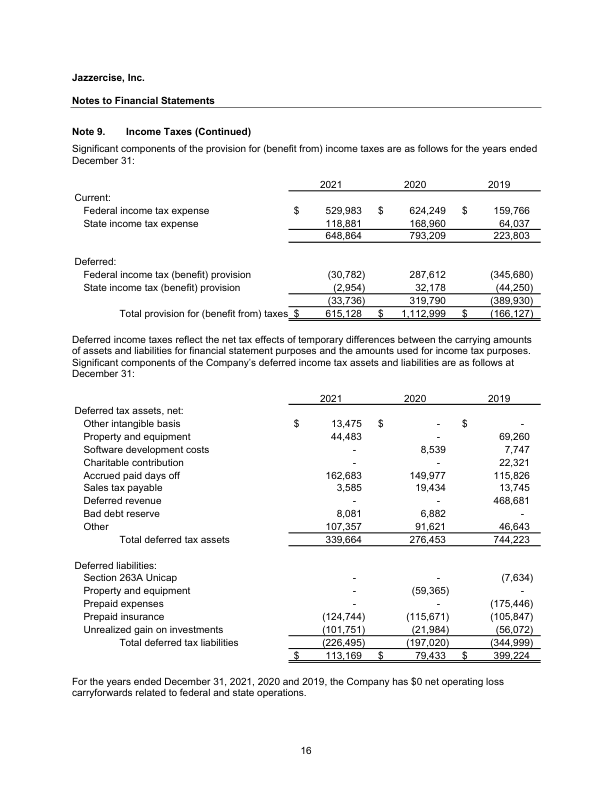 Jazzercise, Inc.
Notes to Financial Statements
Note 9. Income Taxes (Continued)
Significant components of the provision for (benefit from) income taxes are as follows for the years ended
December 31:
2021 2020 2019
Current:
Federal income tax expense $ 529,983 $ 624,249 $ 159,766
State income tax expense 118,881 168,960 64,037
648,864 793,209 223,803
Deferred:
Federal income tax (benefit) provision (30,782) 287,612 (345,680)
State income tax (benefit) provision (2,954) 32,178 (44,250)
(33,736) 319,790 (389,930)
Total provision for (benefit from) taxes $ 615,128 $ 1,112,999 $ (166,127)
Deferred income taxes reflect the net tax effects of temporary differences between the carrying amounts
of assets and liabilities for financial statement purposes and the amounts used for income tax purposes.
Significant components of the Company's deferred income tax assets and liabilities are as follows at
December 31:
2021 2020 2019
Deferred tax assets, net:
Other intangible basis $ 13,475 $ - $ -
Property and equipment 44,483 - 69,260
Software development costs - 8,539 7,747
Charitable contribution - - 22,321
Accrued paid days off 162,683 149,977 115,826
Sales tax payable 3,585 19,434 13,745
Deferred revenue - - 468,681
Bad debt reserve 8,081 6,882 -
Other 107,357 91,621 46,643
Total deferred tax assets 339,664 276,453 744,223
Deferred liabilities:
Section 263A Unicap - - (7,634)
Property and equipment - (59,365) -
Prepaid expenses - - (175,446)
Prepaid insurance (124,744) (115,671) (105,847)
Unrealized gain on investments (101,751) (21,984) (56,072)
Total deferred tax liabilities (226,495) (197,020) (344,999)
$ 113,169 $ 79,433 $ 399,224
For the years ended December 31, 2021, 2020 and 2019, the Company has $0 net operating loss
carryforwards related to federal and state operations.
16